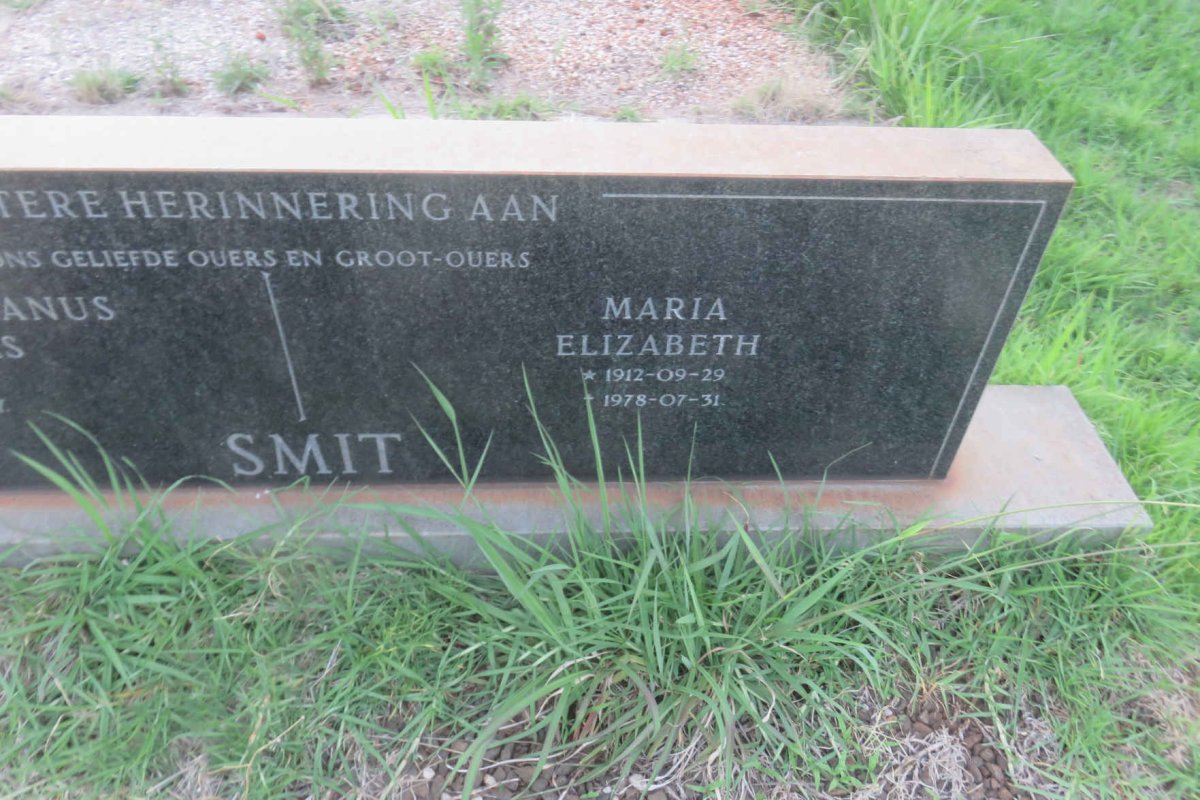 TERE HERINNERING AAN
ONS GELIEFDE OUERS EN GROOT-OUERS
ANUS
S
MARIA
ELIZABETH
★ 1912-09-29
† 1978-07-31
SMIT